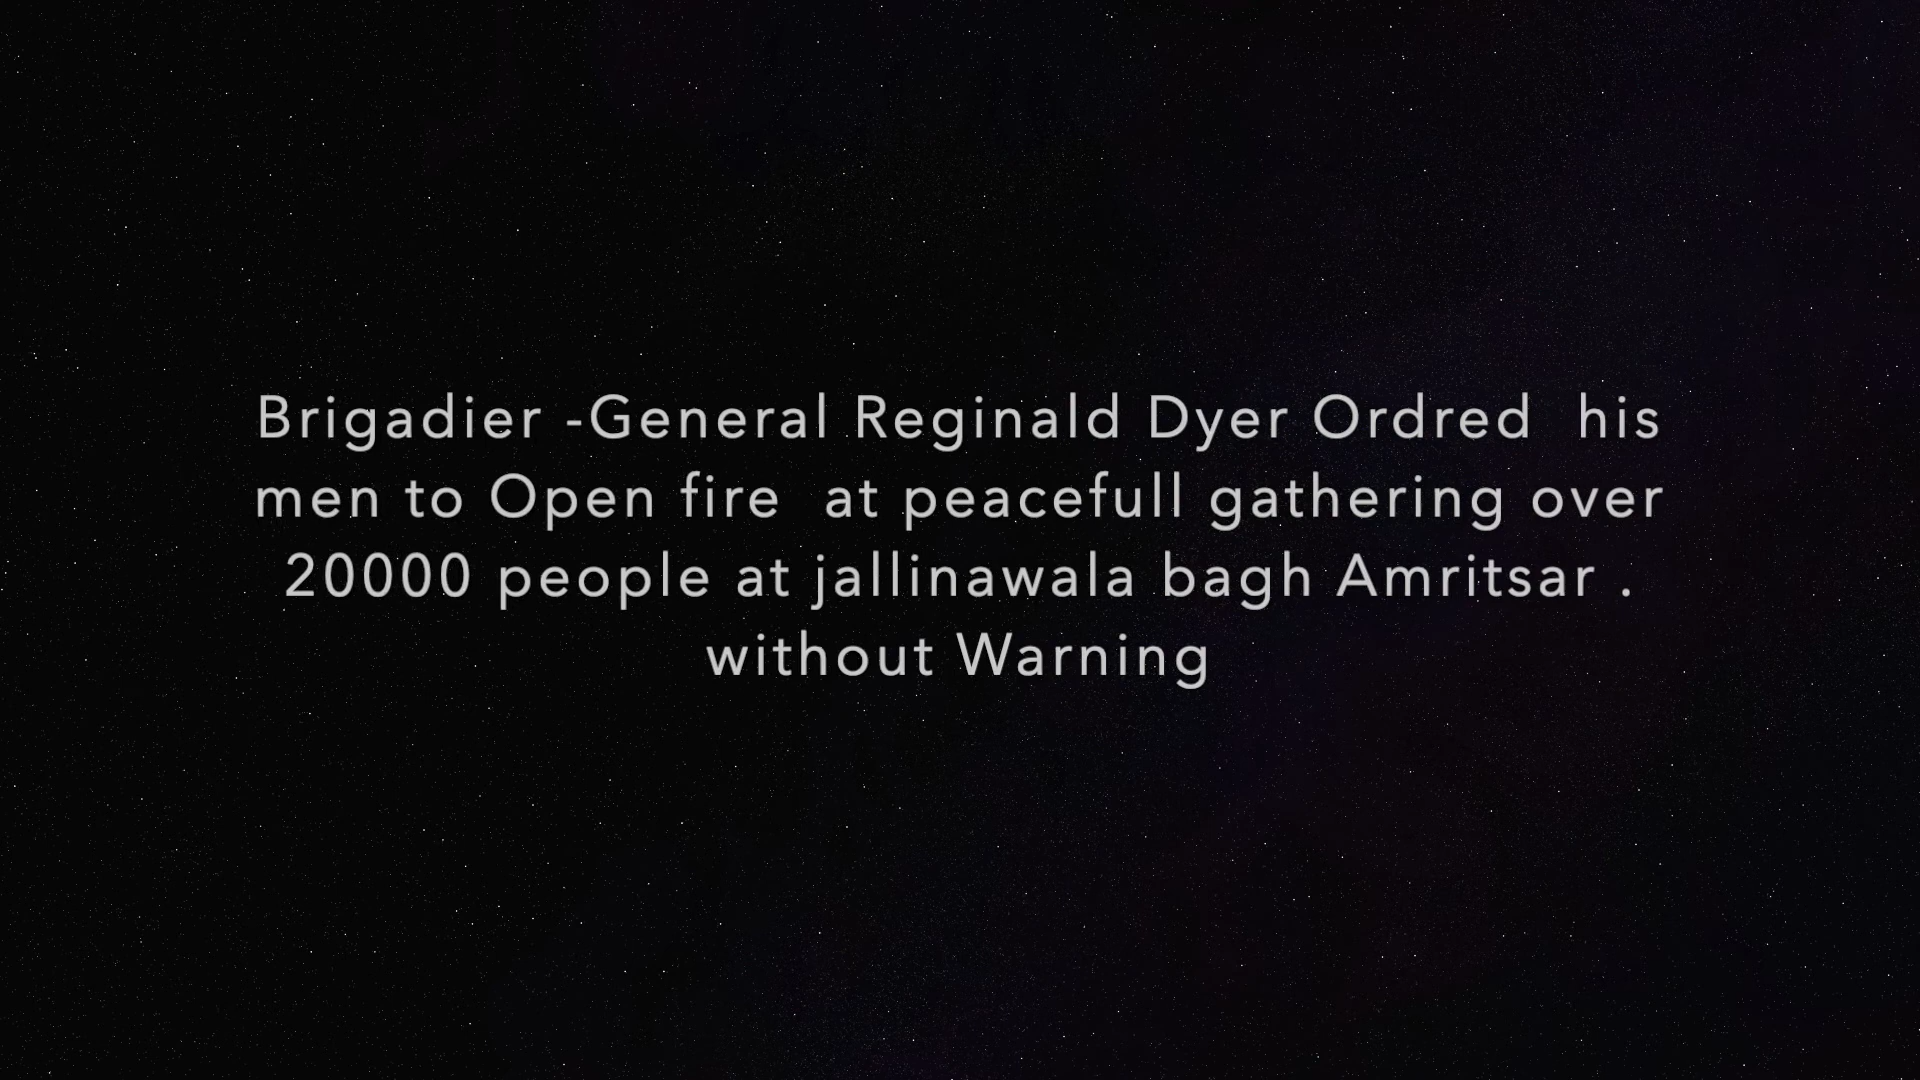 Brigadier -General Reginald Dyer Ordred  his
men to Open fire  at peacefull gathering over
20000 people at jallinawala bagh Amritsar .
without Warning